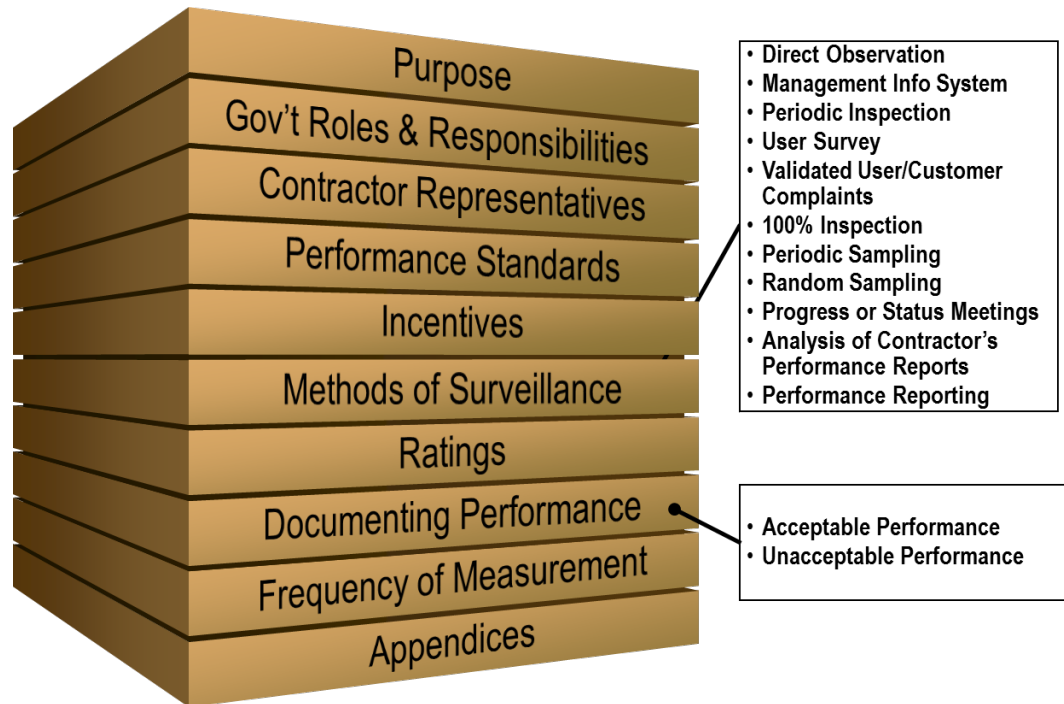 Purpose
Gov't Roles & Responsibilities
Contractor Representatives
Performance Standards
Incentives
Methods of Surveillance
Ratings
Documenting Performance
Frequency of Measurement
Appendices
• Direct Observation
• Management Info System
• Periodic Inspection
• User Survey
• Validated User/Customer
Complaints
• 100% Inspection
• Periodic Sampling
• Random Sampling
• Progress or Status Meetings
• Analysis of Contractor's
Performance Reports
• Performance Reporting
• Acceptable Performance
• Unacceptable Performance